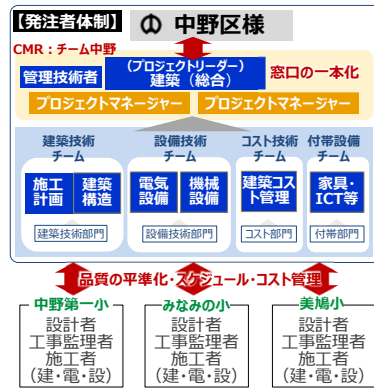 【発注者体制】
中野区様
CMR：チーム中野
管理技術者
（プロジェクトリーダー）
建築（総合）
窓口の一本化
プロジェクトマネージャー
プロジェクトマネージャー
建築技術
チーム
設備技術
チーム
コスト技術
チーム
付帯設備
チーム
施工
計画
建築
構造
電気
設備
機械
設備
建築コス
ト管理
家具・
ICT等
建築技術部門
設備技術部門
コスト部門
付帯部門
品質の平準化・スケジュール・コスト管理
中野第一小
設計者
工事監理者
施工者
（建・電・設）
みなみの小
設計者
工事監理者
施工者
（建・電・設）
美鳩小
設計者
工事監理者
施工者
（建・電・設）